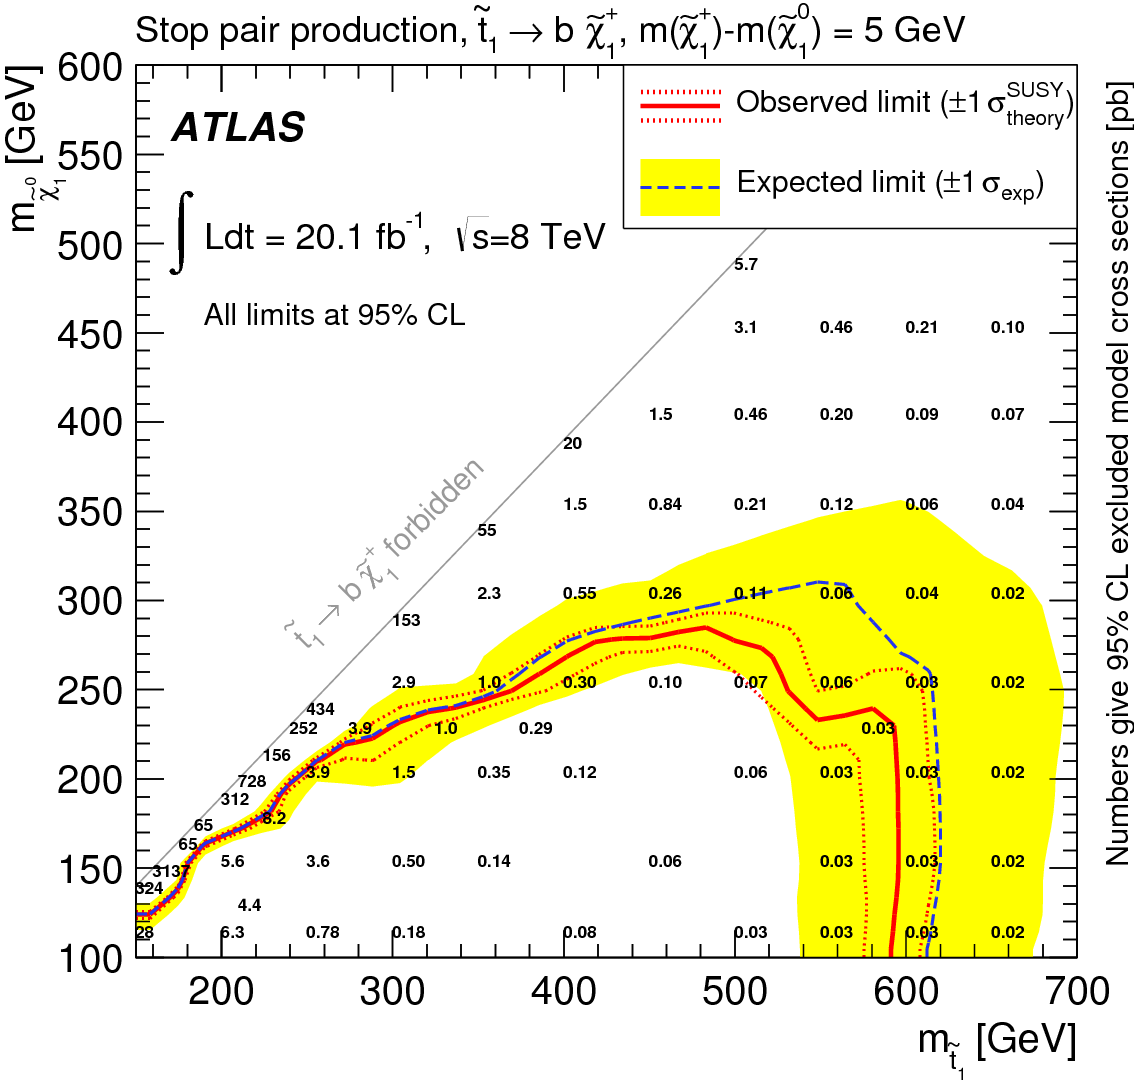 Stop pair production, t̃₁ → b χ̃₁⁺, m(χ̃₁⁺)-m(χ̃₁⁰) = 5 GeV
Observed limit (±1 σ^SUSY_theory)
Expected limit (±1 σ_exp)
ATLAS
∫ Ldt = 20.1 fb⁻¹, √s=8 TeV
All limits at 95% CL
t̃₁ → b χ̃₁⁺ forbidden
m_χ̃₁⁰ [GeV]
600
550
500
450
400
350
300
250
200
150
100
5.7
3.1 0.46 0.21 0.10
1.5 0.46 0.20 0.09 0.07
20
1.5 0.84 0.21 0.12 0.06 0.04
55
2.3 0.55 0.26 0.11 0.06 0.04 0.02
153
2.9 1.0 0.30 0.10 0.07 0.06 0.03 0.02
434
252 3.9 1.0 0.29 0.03
156
3.9 1.5 0.35 0.12 0.06 0.03 0.03 0.02
728
312
8.2
65
65
5.6 3.6 0.50 0.14 0.06 0.03 0.03 0.02
3137
324
4.4
28 6.3 0.78 0.18 0.08 0.03 0.03 0.03 0.02
200 300 400 500 600 700
m_t̃₁ [GeV]
Numbers give 95% CL excluded model cross sections [pb]